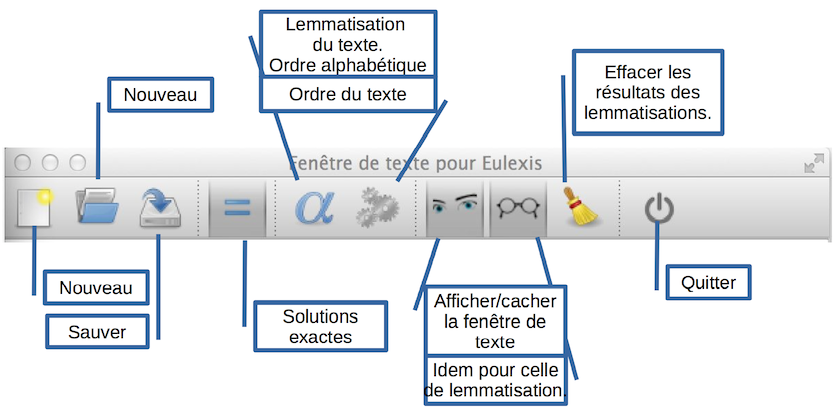 Lemmatisation
du texte.
Ordre alphabétique
Ordre du texte
Effacer les
résultats des
lemmatisations.
Nouveau
Fenêtre de texte pour Eulexis
=
α
Nouveau
Sauver
Solutions
exactes
Afficher/cacher
la fenêtre de
texte
Idem pour celle
de lemmatisation.
Quitter